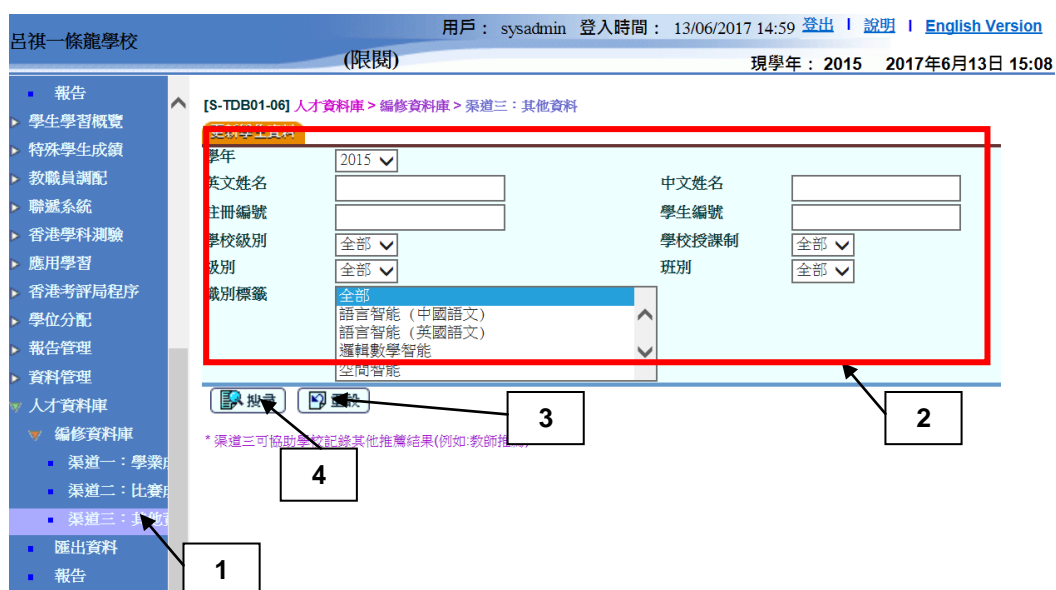 呂祺一條龍學校
用戶： sysadmin 登入時間： 13/06/2017 14:59 登出 | 說明 | English Version
(限閱)
現學年： 2015 2017年6月13日 15:08
報告
學生學習概覽
特殊學生成績
教職員調配
聯遞系統
香港學科測驗
應用學習
香港考評局程序
學位分配
報告管理
資料管理
人才資料庫
編修資料庫
渠道一：學業
渠道二：比賽
渠道三：其他
匯出資料
報告
[S-TDB01-06] 人才資料庫 > 編修資料庫 > 渠道三：其他資料
更新學生資料
學年 2015
英文姓名 中文姓名
註冊編號 學生編號
學校級別 全部 學校授課制 全部
級別 全部 班別 全部
識別標籤 全部
語言智能（中國語文）
語言智能（英國語文）
邏輯數學智能
空間智能
搜尋 重設
* 渠道三可協助學校記錄其他推薦結果(例如:教師推薦)
1
2
3
4